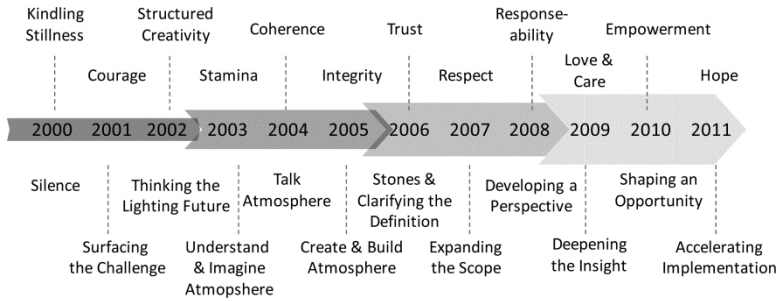 Kindling
Stillness
Structured
Creativity
Coherence
Trust
Response-
ability
Empowerment
Courage
Stamina
Integrity
Respect
Love &
Care
Hope
2000 2001 2002 2003 2004 2005 2006 2007 2008 2009 2010 2011
Silence
Thinking the
Lighting Future
Talk
Atmosphere
Stones &
Clarifying the
Definition
Developing a
Perspective
Shaping an
Opportunity
Surfacing
the Challenge
Understand
& Imagine
Atmopshere
Create & Build
Atmosphere
Expanding
the Scope
Deepening
the Insight
Accelerating
Implementation